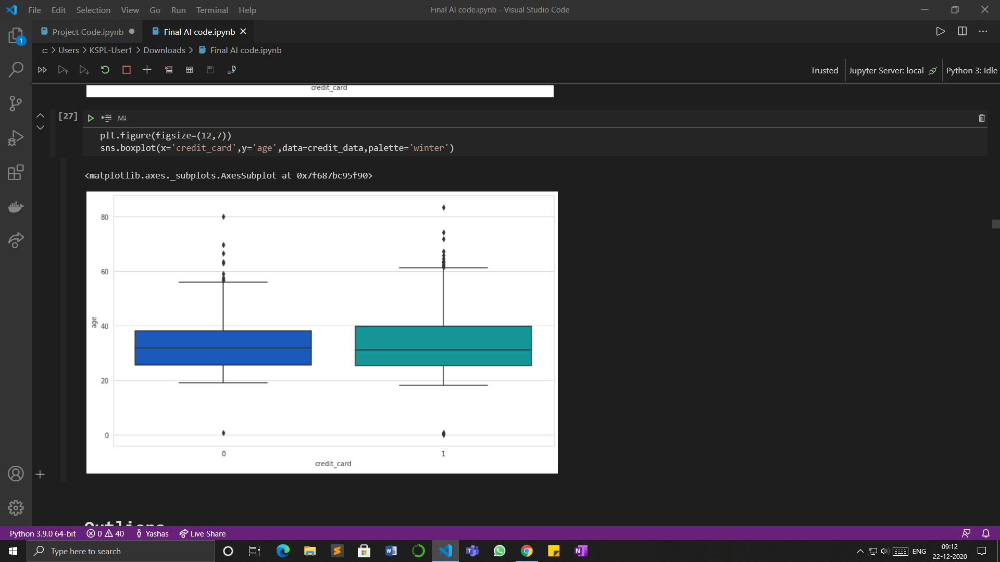 File Edit Selection View Go Run Terminal Help
Final AI code.ipynb - Visual Studio Code
1
Project Code.ipynb
Final AI code.ipynb
c: > Users > KSPL-User1 > Downloads > Final AI code.ipynb
Trusted
Jupyter Server: local
Python 3: Idle
credit_card
[27]
M↓
plt.figure(figsize=(12,7))
sns.boxplot(x='credit_card',y='age',data=credit_data,palette='winter')
<matplotlib.axes._subplots.AxesSubplot at 0x7f687bc95f90>
80
60
40
20
0
age
0
1
credit_card
Outliers
Python 3.9.0 64-bit
0
40
Yashas
Live Share
Type here to search
ENG
09:12
22-12-2020